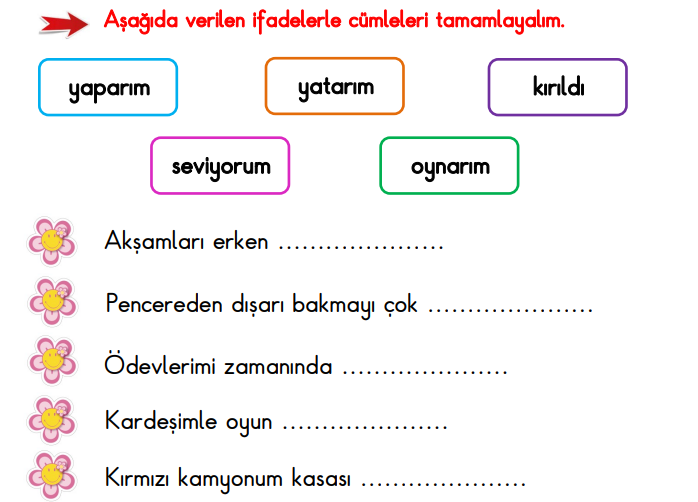 Aşağıda verilen ifadelerle cümleleri tamamlayalım.
yaparım yatarım kırıldı
seviyorum oynarım
Akşamları erken .....................
Pencereden dışarı bakmayı çok .....................
Ödevlerimi zamanında .....................
Kardeşimle oyun .....................
Kırmızı kamyonum kasası .....................